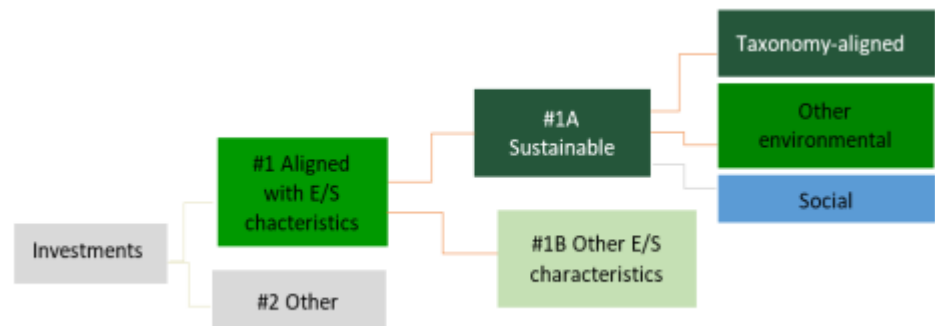 Investments
#1 Aligned
with E/S
chacteristics
#2 Other
#1A
Sustainable
#1B Other E/S
characteristics
Taxonomy-aligned
Other
environmental
Social